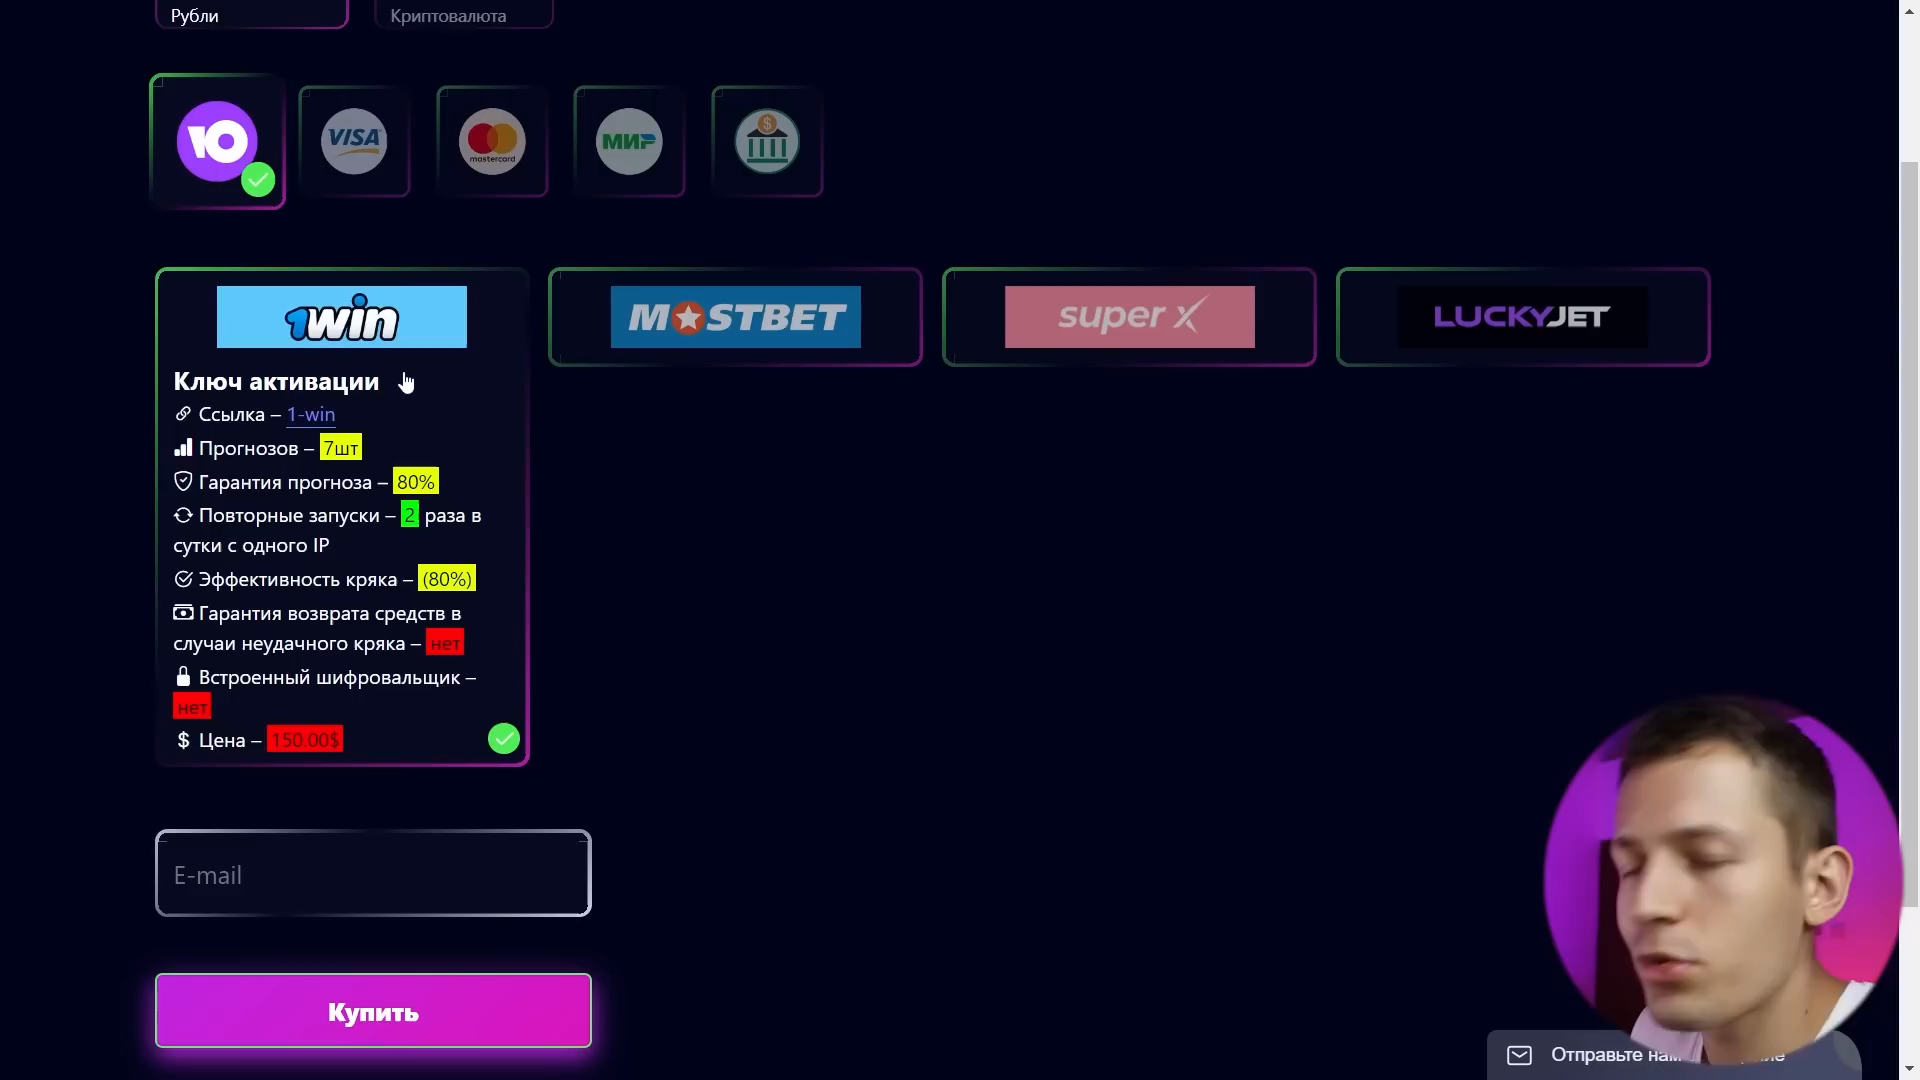 Рубли
Криптовалюта
Ю
VISA
mastercard
МИР
$
1win
MOSTBET
super x
LUCKYJET
Ключ активации
Ссылка – 1-win
Прогнозов – 7шт
Гарантия прогноза – 80%
Повторные запуски – 2 раза в
сутки с одного IP
Эффективность кряка – (80%)
Гарантия возврата средств в
случаи неудачного кряка – нет
Встроенный шифровальщик –
нет
$ Цена – 150.00$
E-mail
Купить
Отправьте нам